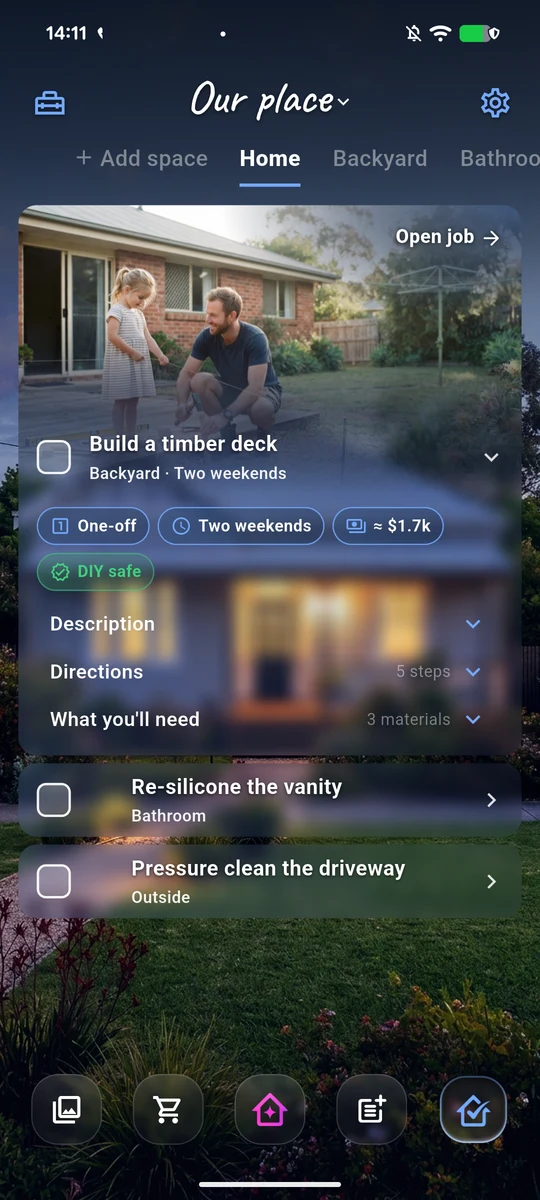 14:11
Our place
+ Add space
Home
Backyard
Bathroo
Open job →
Build a timber deck
Backyard · Two weekends
1 One-off
Two weekends
≈ $1.7k
DIY safe
Description
Directions
5 steps
What you'll need
3 materials
Re-silicone the vanity
Bathroom
Pressure clean the driveway
Outside